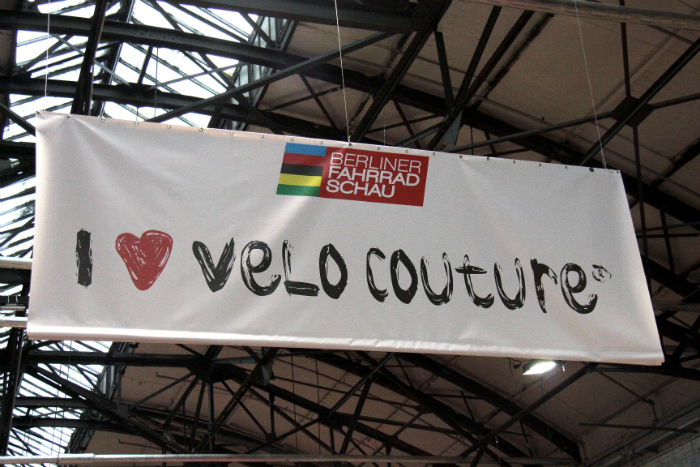 BERLINER
FAHRRAD
SCHAU
I ♥ VeLo couture®